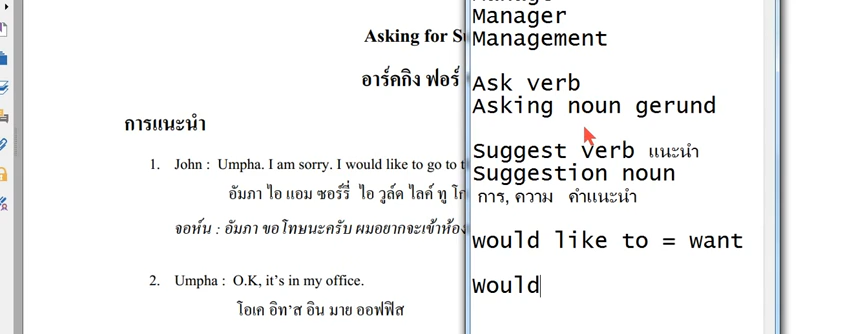 Manager
Management
Asking for
อาร์คกิง ฟอร์
Ask verb
Asking noun gerund
การแนะนำ
Suggest verb แนะนำ
Suggestion noun
การ, ความ คำแนะนำ
1. John : Umpha. I am sorry. I would like to go to
อัมภา ไอ แอม ซอร์รี่ ไอ วูล์ด ไลค์ ทู
จอห์น : อัมภา ขอโทษนะครับ ผมอยากจะเข้าห้อง
would like to = want
would
2. Umpha : O.K, it's in my office.
โอเค อิท'ส อิน มาย ออฟฟิส